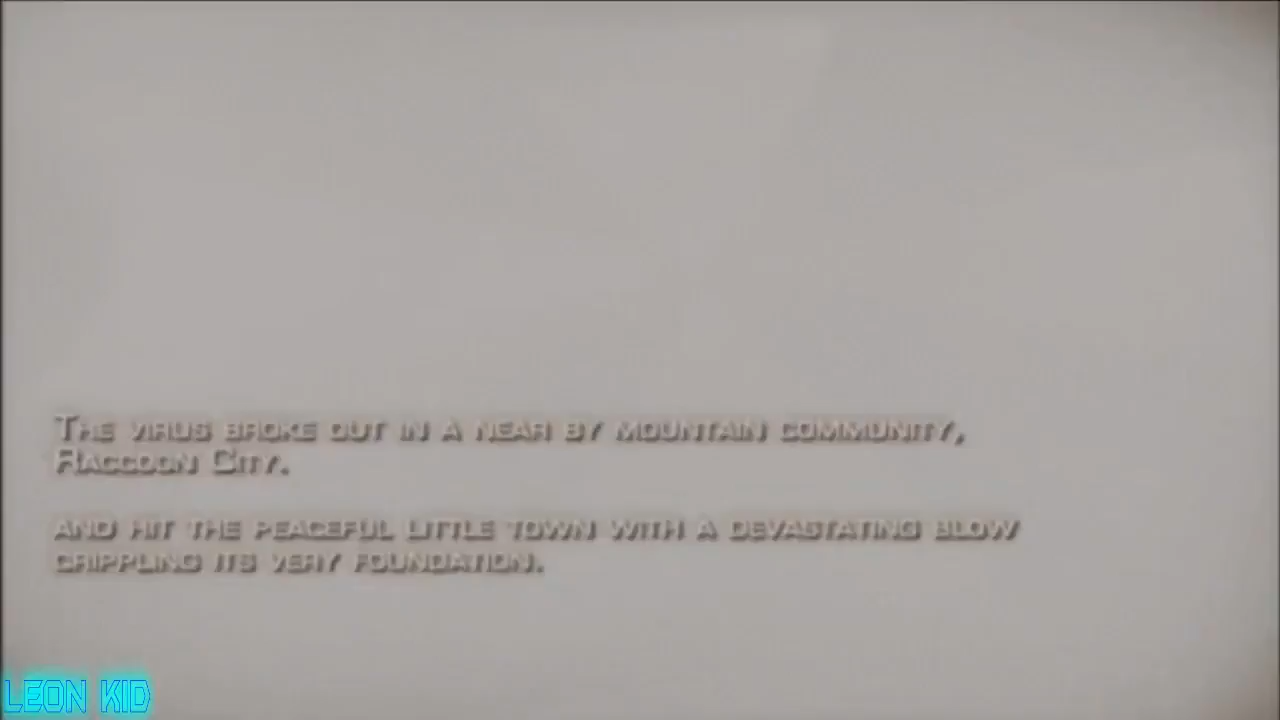 The virus broke out in a near by mountain community,
Raccoon City.
and hit the peaceful little town with a devastating blow
crippling its very foundation.
LEON KID